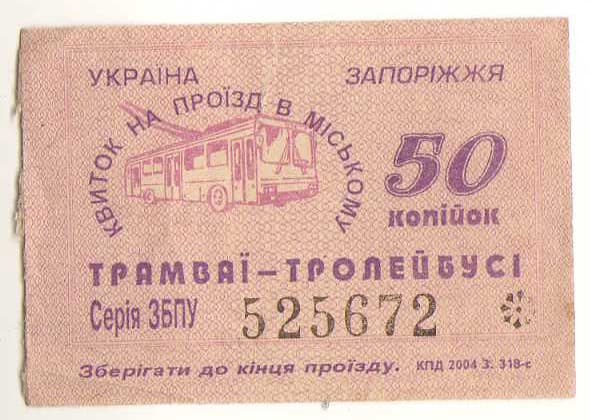 УКРАЇНА ЗАПОРІЖЖЯ
КВИТОК НА ПРОЇЗД В МІСЬКОМУ
50
копійок
ТРАМВАЇ–ТРОЛЕЙБУСІ
Серія ЗБПУ 525672
Зберігати до кінця проїзду. КПД 2004 З. 318-с